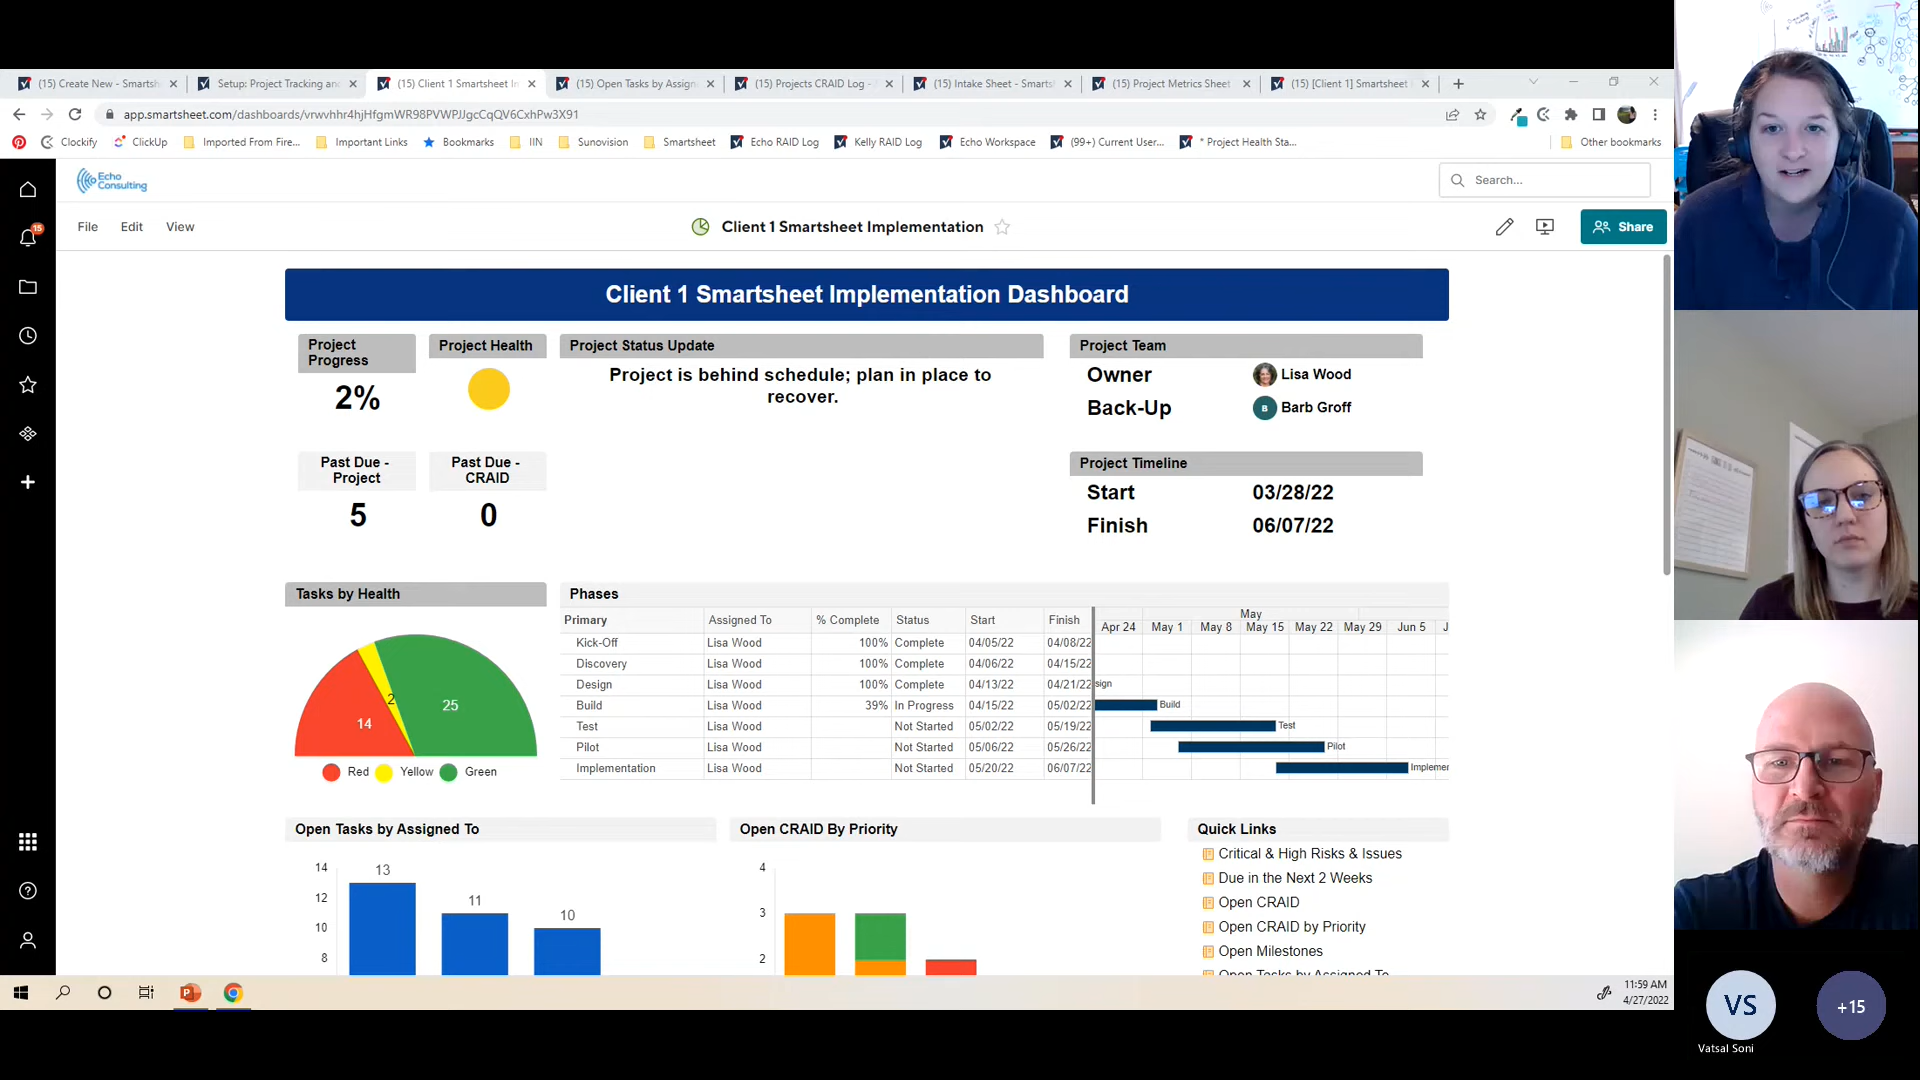 (15) Create New - Smartsh
Setup: Project Tracking and
(15) Client 1 Smartsheet In
(15) Open Tasks by Assign
(15) Projects CRAID Log -
(15) Intake Sheet - Smarts
(15) Project Metrics Sheet
(15) [Client 1] Smartsheet
app.smartsheet.com/dashboards/vrwvhhr4hjHfgmWR98PVWPJJgcCqQV6CxhPw3X91
Clockify
ClickUp
Imported From Fire...
Important Links
Bookmarks
IIN
Sunovision
Smartsheet
Echo RAID Log
Kelly RAID Log
Echo Workspace
(99+) Current User...
* Project Health Sta...
Other bookmarks
Echo
Consulting
Search...
15
File Edit View
Client 1 Smartsheet Implementation
Share
Client 1 Smartsheet Implementation Dashboard
Project
Progress
2%
Project Health
Project Status Update
Project is behind schedule; plan in place to
recover.
Project Team
Owner Lisa Wood
Back-Up B Barb Groff
Past Due -
Project
5
Past Due -
CRAID
0
Project Timeline
Start 03/28/22
Finish 06/07/22
Tasks by Health
14
2
25
Red Yellow Green
Phases
Primary Assigned To % Complete Status Start Finish
Kick-Off Lisa Wood 100% Complete 04/05/22 04/08/22
Discovery Lisa Wood 100% Complete 04/06/22 04/15/22
Design Lisa Wood 100% Complete 04/13/22 04/21/22
Build Lisa Wood 39% In Progress 04/15/22 05/02/22
Test Lisa Wood Not Started 05/02/22 05/19/22
Pilot Lisa Wood Not Started 05/06/22 05/26/22
Implementation Lisa Wood Not Started 05/20/22 06/07/22
May
Apr 24 May 1 May 8 May 15 May 22 May 29 Jun 5 J
sign
Build
Test
Pilot
Implemen
Open Tasks by Assigned To
14
12
10
8
13
11
10
Open CRAID By Priority
4
3
2
Quick Links
Critical & High Risks & Issues
Due in the Next 2 Weeks
Open CRAID
Open CRAID by Priority
Open Milestones
Open Tasks by Assigned To
11:59 AM
4/27/2022
VS
Vatsal Soni
+15